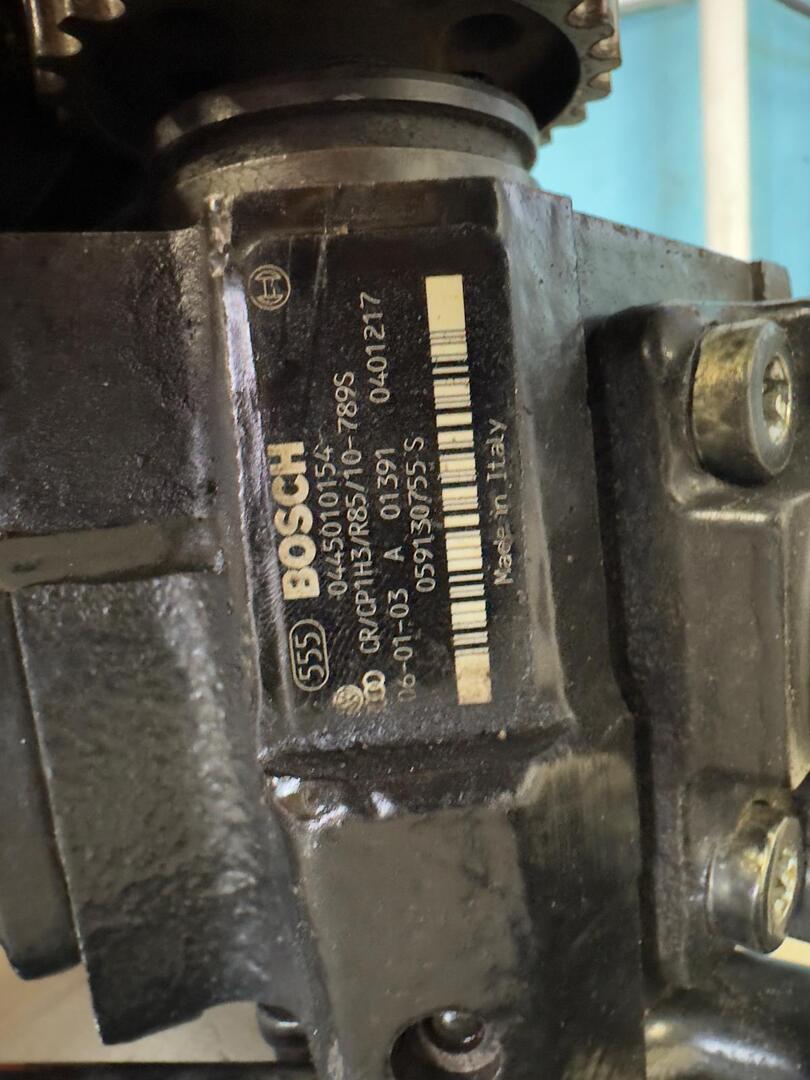 555 BOSCH
0445010154
CR/CP1H3/R85/10-789S
06-01-03 A 01391 0401217
059130755 S
Made in Italy